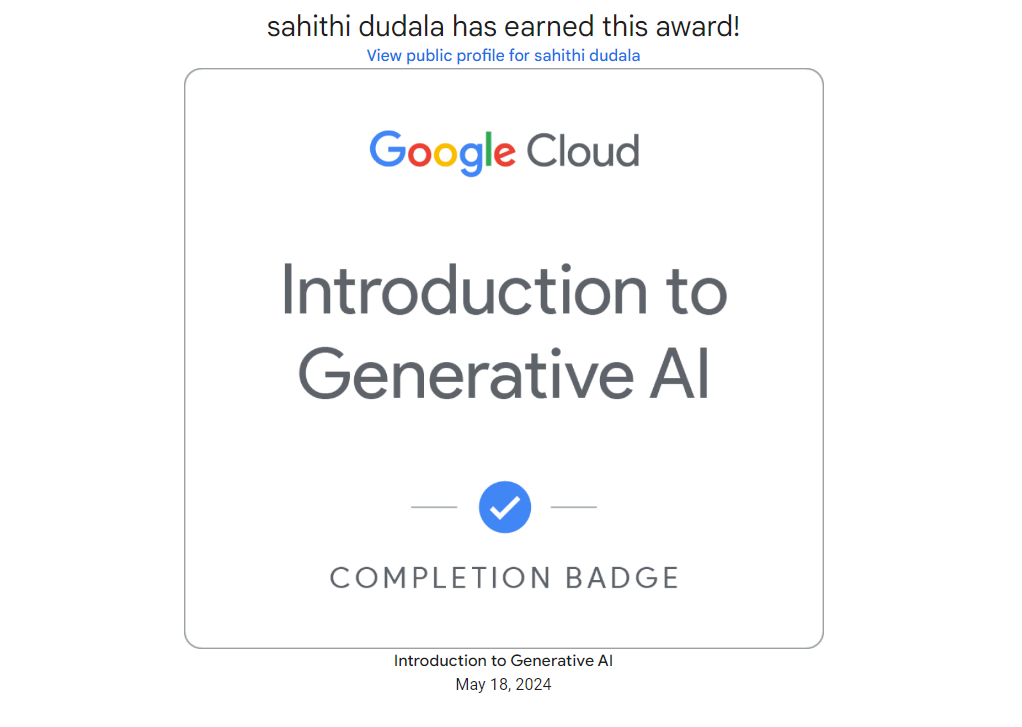 sahithi dudala has earned this award!
View public profile for sahithi dudala
Google Cloud
Introduction to
Generative AI
COMPLETION BADGE
Introduction to Generative AI
May 18, 2024